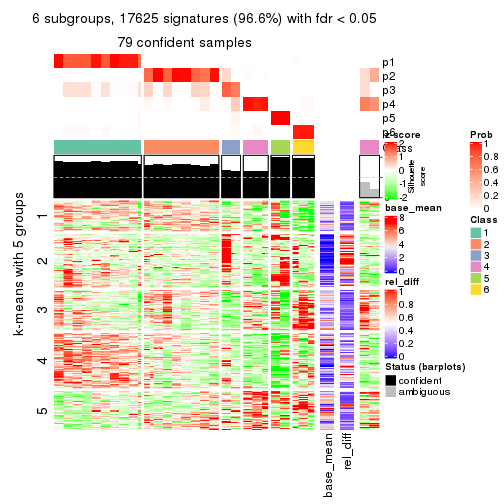 6 subgroups, 17625 signatures (96.6%) with fdr < 0.05
79 confident samples
p1
p2
p3
p4
p5
p6
Class
Silhouette
score
k-means with 5 groups
1
2
3
4
5
base_mean
rel_diff
z_score
2
1
0
-1
-2
base_mean
8
6
4
2
0
rel_diff
1
0.8
0.6
0.4
0.2
0
Status (barplots)
confident
ambiguous
Prob
1
0.8
0.6
0.4
0.2
0
Class
1
2
3
4
5
6